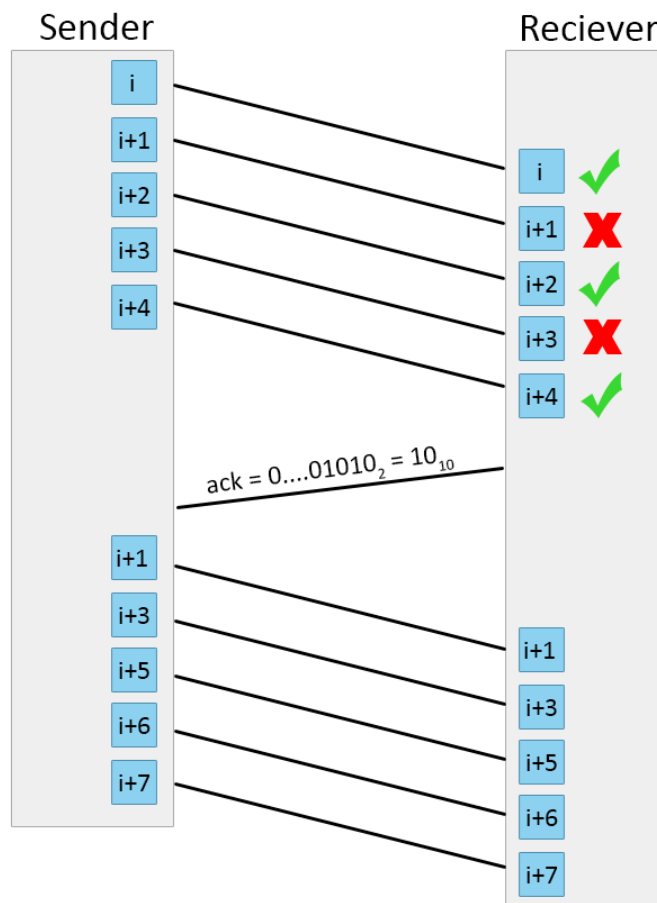 Sender
Reciever
i
i+1
i+2
i+3
i+4
i
i+1
i+2
i+3
i+4
ack = 0....01010₂ = 10₁₀
i+1
i+3
i+5
i+6
i+7
i+1
i+3
i+5
i+6
i+7